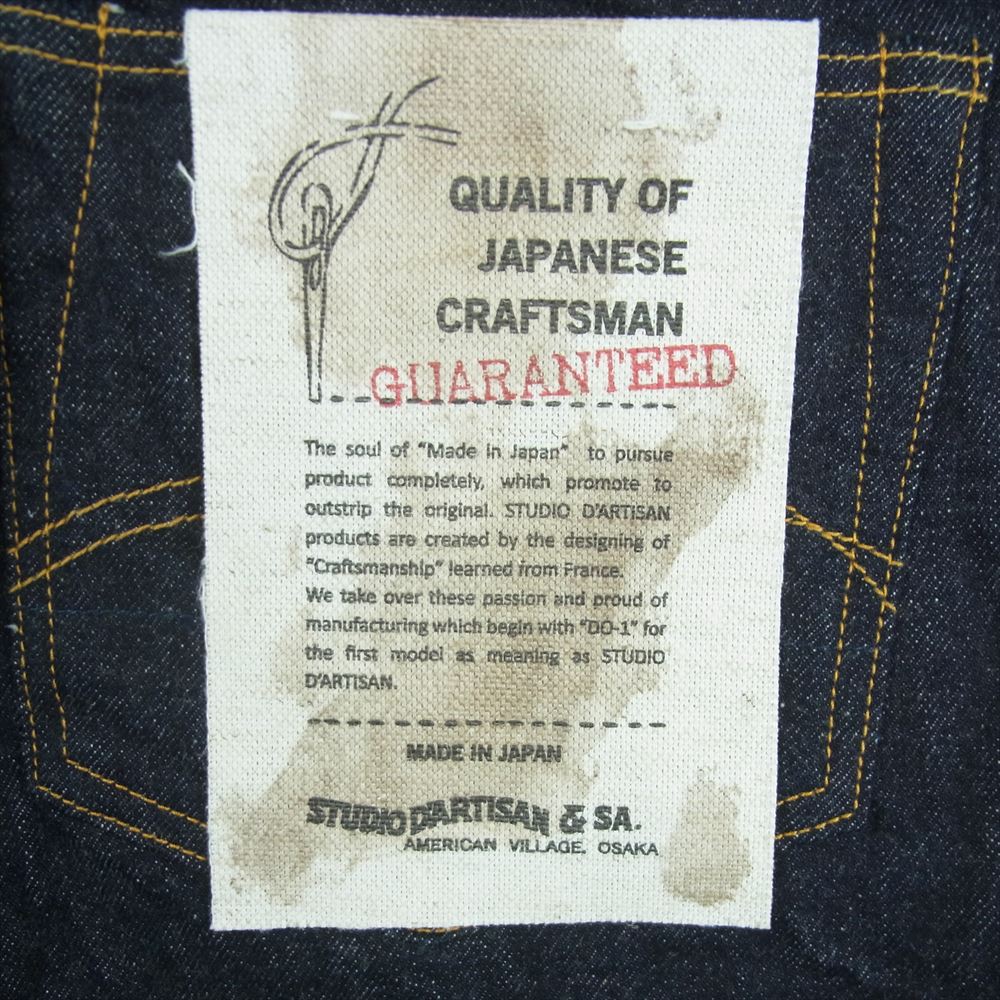 QUALITY OF
JAPANESE
CRAFTSMAN
GUARANTEED
The soul of "Made in Japan" to pursue
product completely, which promote to
outstrip the original. STUDIO D'ARTISAN
products are created by the designing of
"Craftsmanship" learned from France.
We take over these passion and proud of
manufacturing which begin with "DO-1" for
the first model as meaning as STUDIO
D'ARTISAN.
MADE IN JAPAN
STUDIO D'ARTISAN & SA.
AMERICAN VILLAGE. OSAKA